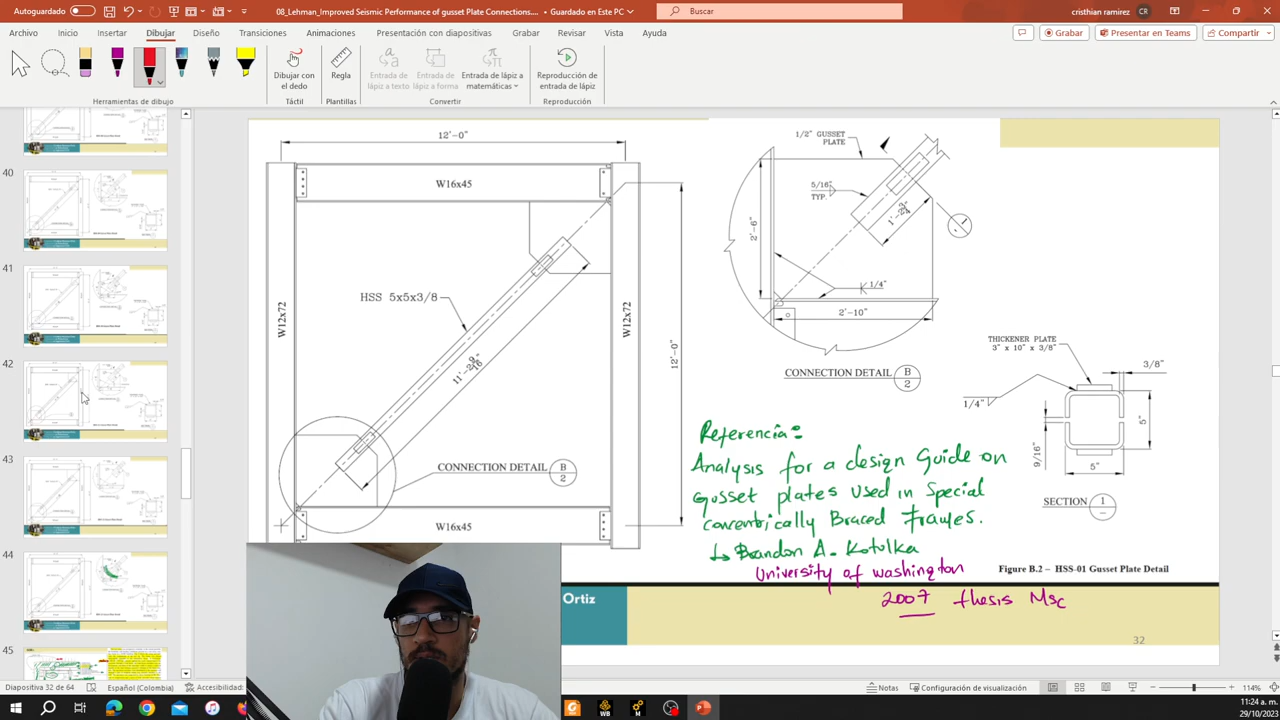 Autoguardado
08_Lehman_Improved Seismic Performance of gusset Plate Connections.... • Guardado en Este PC
Buscar
cristhian ramirez CR
Archivo Inicio Insertar Dibujar Diseño Transiciones Animaciones Presentación con diapositivas Grabar Revisar Vista Ayuda
Grabar Presentar en Teams Compartir
Dibujar con el dedo
Regla
Entrada de lápiz a texto
Entrada de lápiz a forma
Entrada de lápiz a matemáticas
Reproducción de entrada de lápiz
Herramientas de dibujo Táctil Plantillas Convertir Reproducción
40
41
42
43
44
45
12'-0"
W16x45
W12x72
W12x72
12'-0"
HSS 5x5x3/8
11'-2 9/16"
CONNECTION DETAIL B/2
W16x45
1/2" GUSSET PLATE
5/16" TYP.
2'-6"
1/4"
2'-10"
CONNECTION DETAIL B/2
THICKENER PLATE
3" x 10" x 3/8"
3/8"
1/4"
5"
9/16"
5"
SECTION 1/–
Referencia:
Analysis for a design Guide on
Gusset plates used in Special
concentrically Braced Frames.
↳ Brandon A. Kotulka
University of washington
2007 thesis Msc
Figure B.2 – HSS-01 Gusset Plate Detail
Ortiz
32
Diapositiva 32 de 64 Español (Colombia) Accesibilidad: Notas Configuración de visualización 114%
11:24 a. m.
29/10/2023